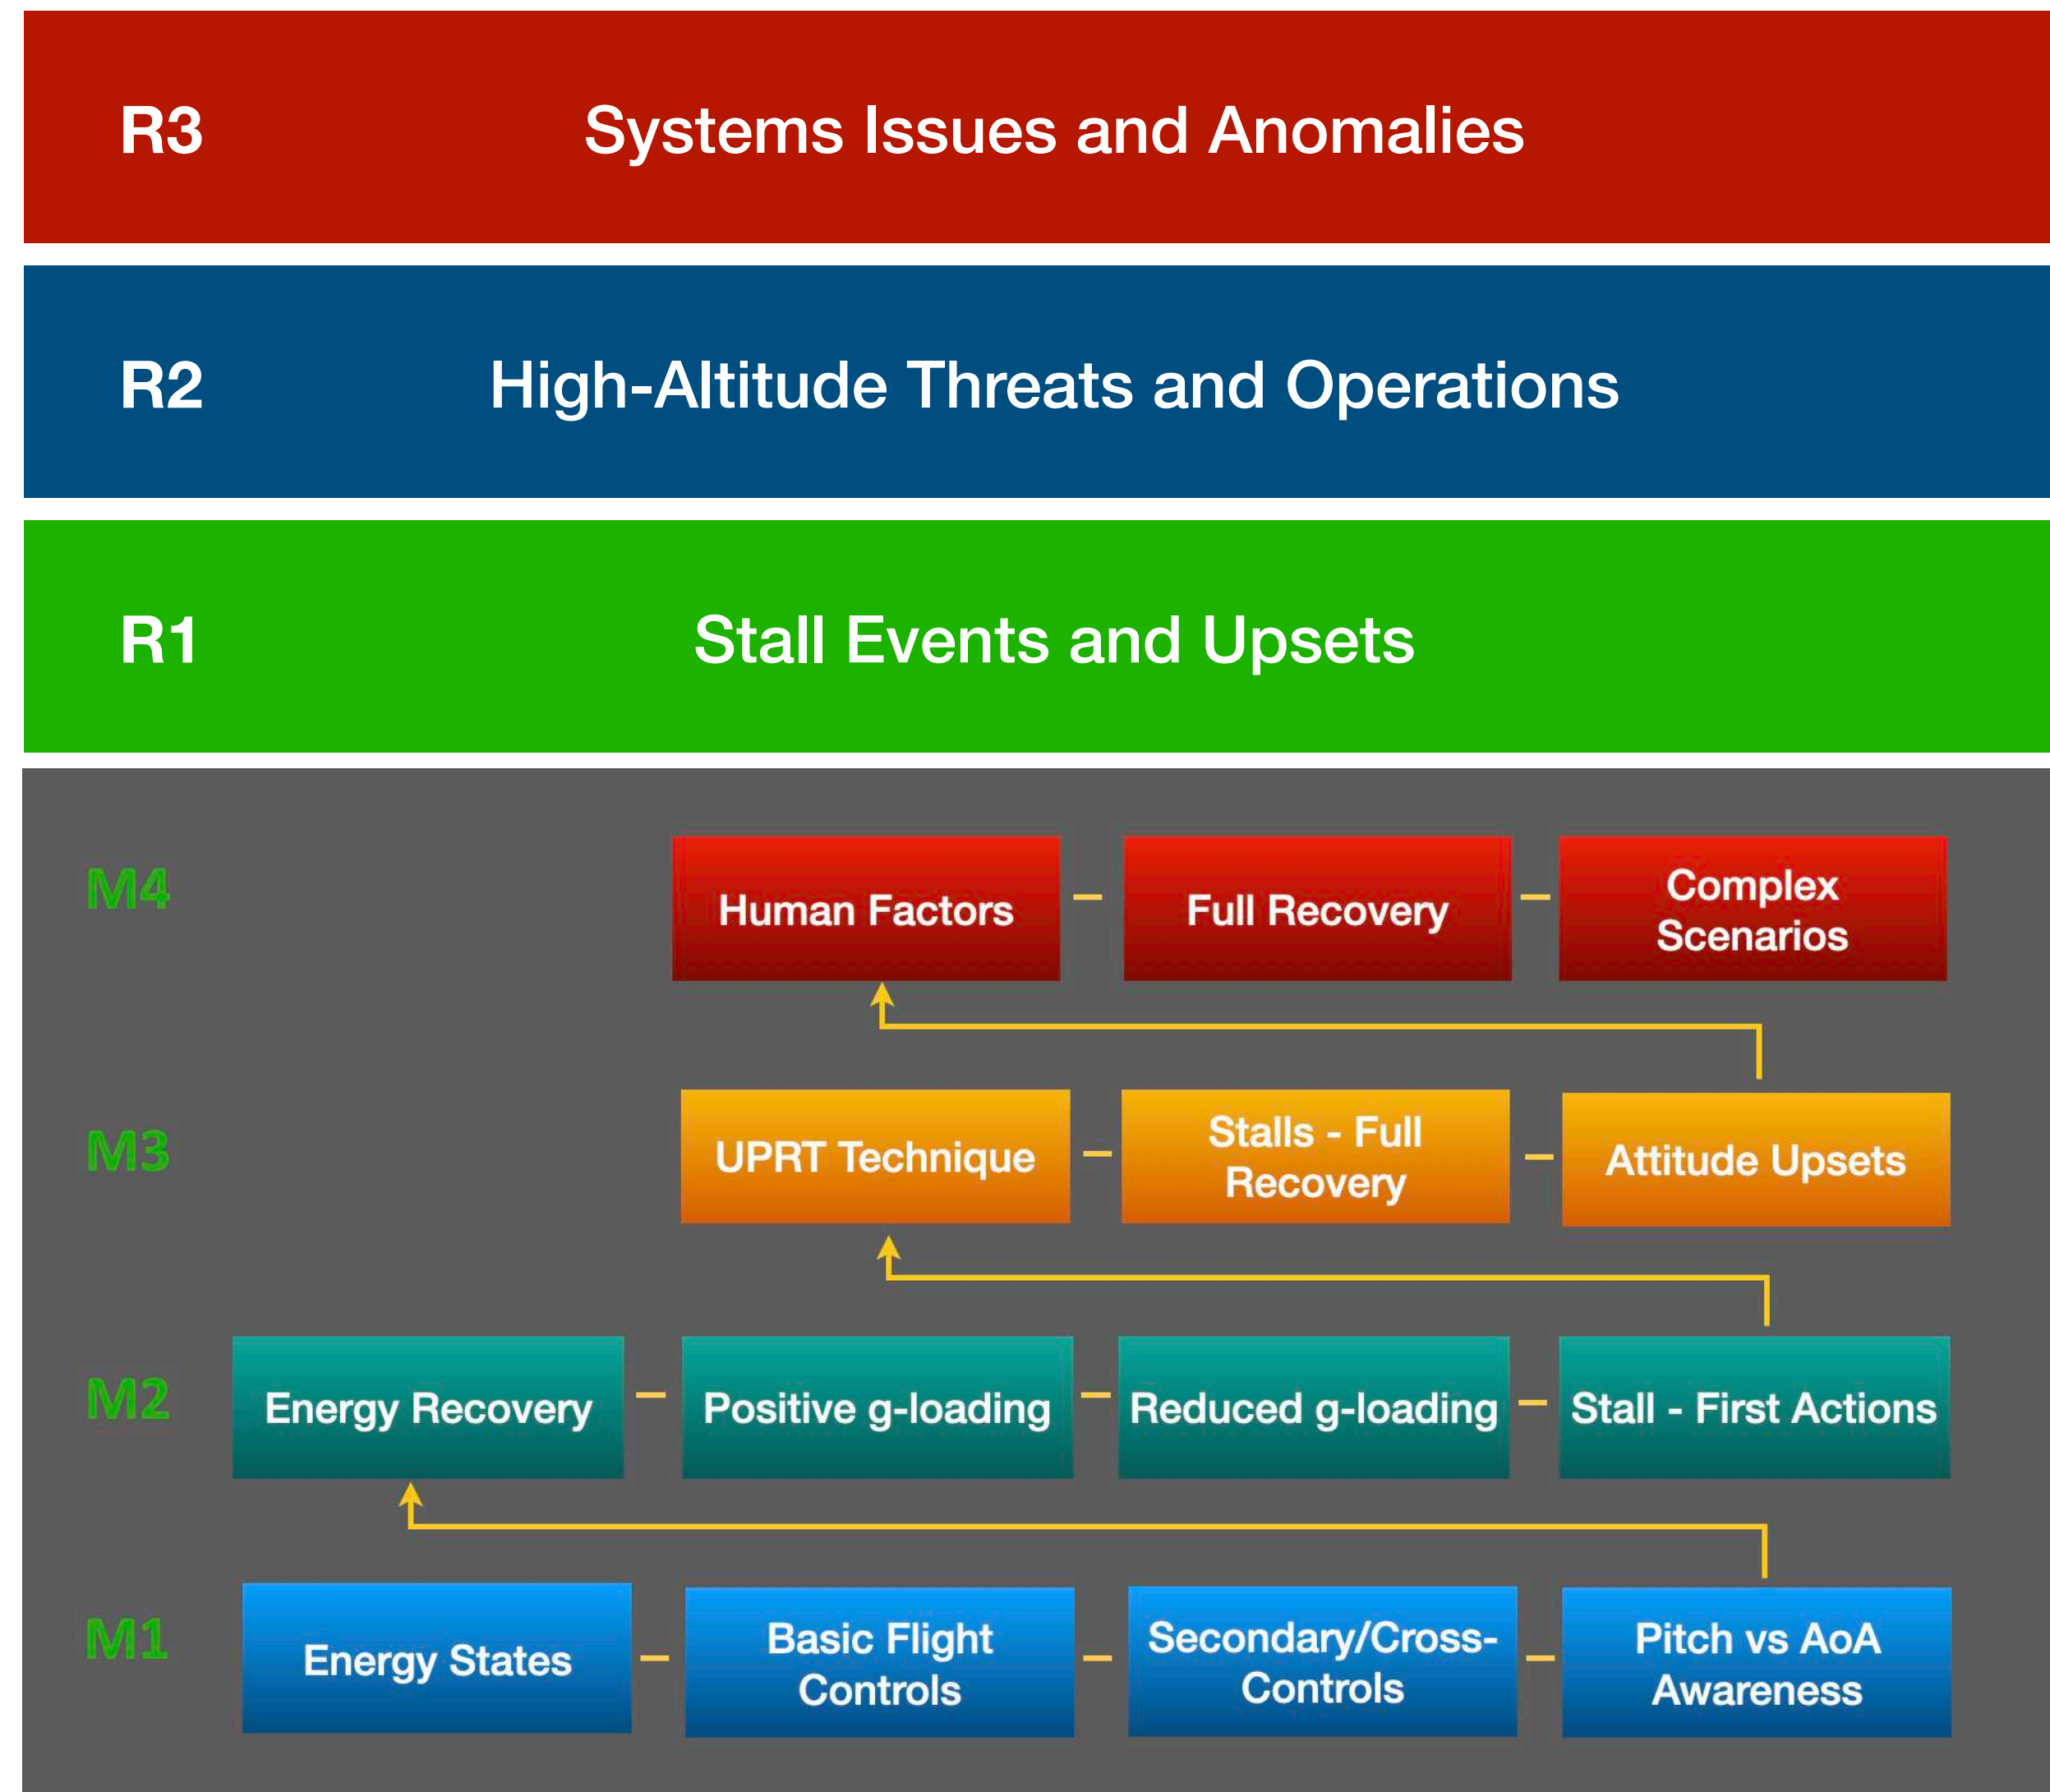 R3 Systems Issues and Anomalies
R2 High-Altitude Threats and Operations
R1 Stall Events and Upsets
M4
Human Factors
Full Recovery
Complex
Scenarios
M3
UPRT Technique
Stalls - Full
Recovery
Attitude Upsets
M2
Energy Recovery
Positive g-loading
Reduced g-loading
Stall - First Actions
M1
Energy States
Basic Flight
Controls
Secondary/Cross-
Controls
Pitch vs AoA
Awareness